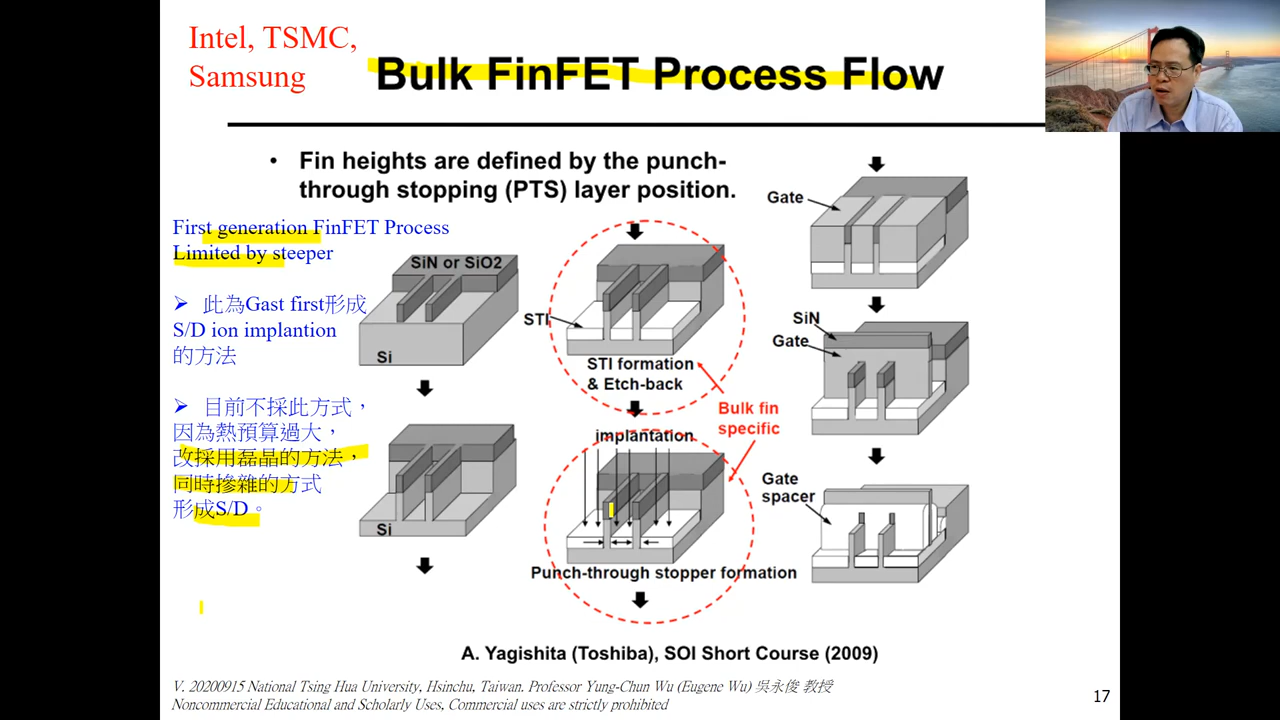 Intel, TSMC,
Samsung
Bulk FinFET Process Flow
• Fin heights are defined by the punch-
through stopping (PTS) layer position.
First generation FinFET Process
Limited by steeper
➢ 此為Gast first形成
S/D ion implantion
的方法
➢ 目前不採此方式，
因為熱預算過大，
改採用磊晶的方法，
同時摻雜的方式
形成S/D。
SiN or SiO2
Si
Si
STI
STI formation
& Etch-back
Bulk fin
specific
implantation
Punch-through stopper formation
Gate
SiN
Gate
Gate
spacer
A. Yagishita (Toshiba), SOI Short Course (2009)
V. 20200915 National Tsing Hua University, Hsinchu, Taiwan. Professor Yung-Chun Wu (Eugene Wu) 吳永俊 教授
Noncommercial Educational and Scholarly Uses, Commercial uses are strictly prohibited
17